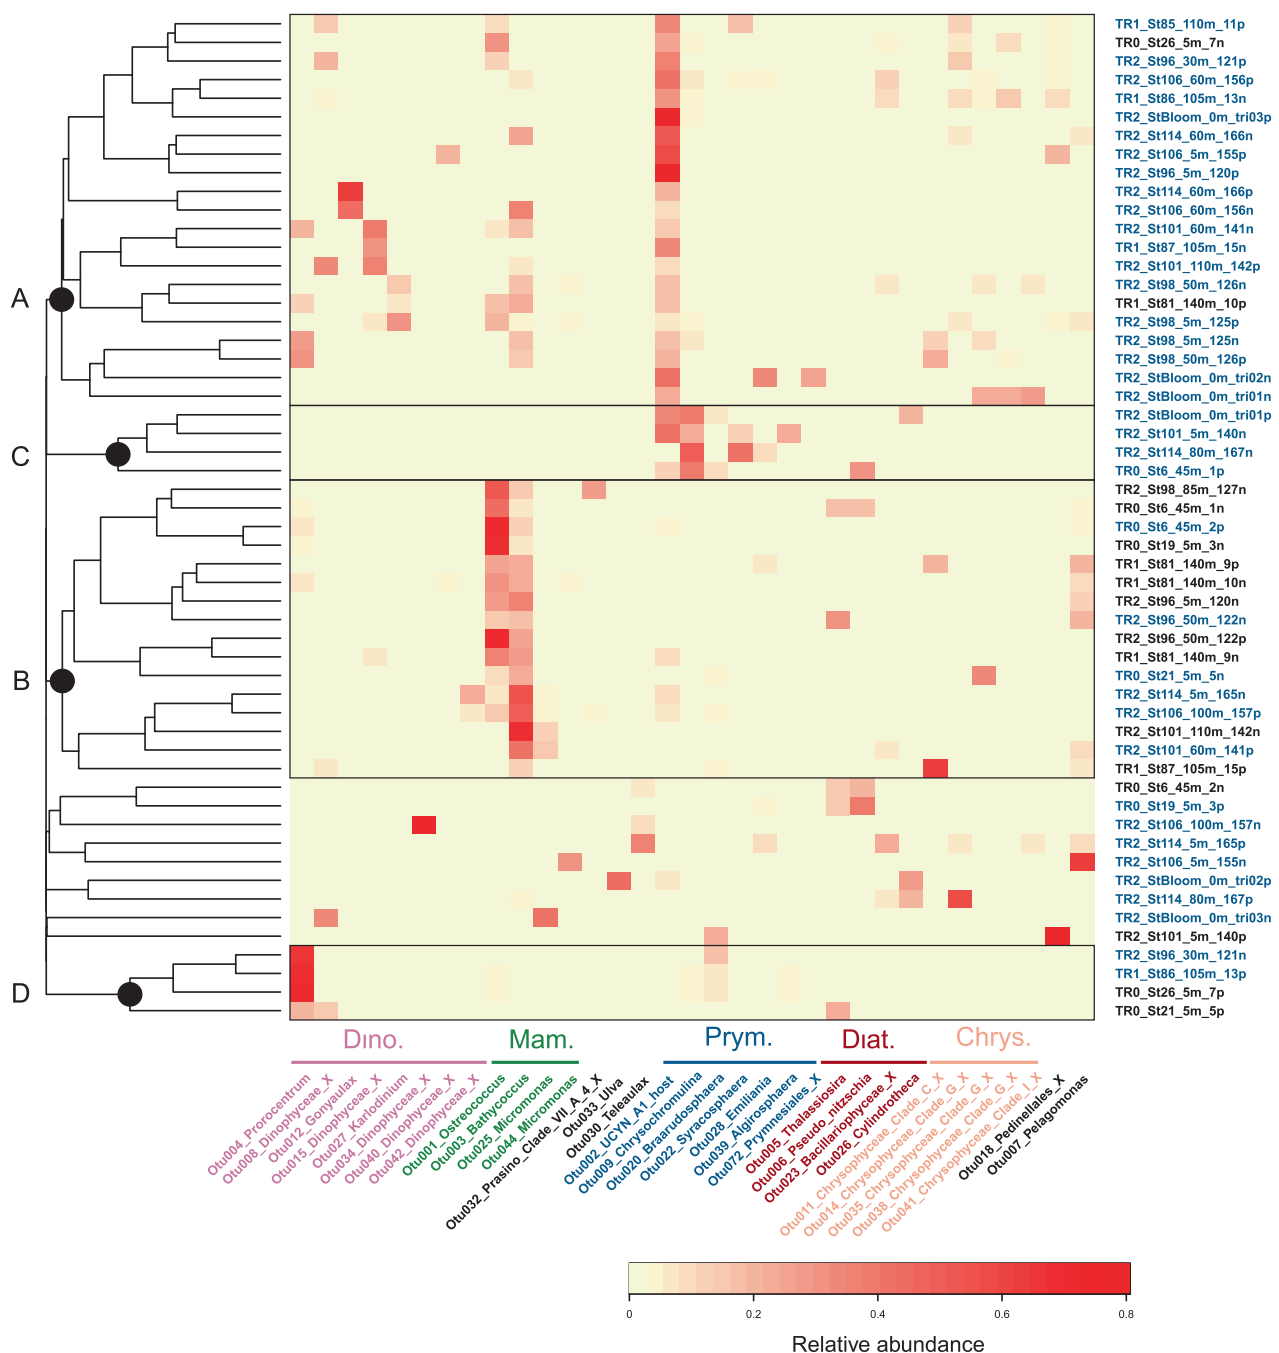 TR1_St85_110m_11p
TR0_St26_5m_7n
TR2_St96_30m_121p
TR2_St106_60m_156p
TR1_St86_105m_13n
TR2_StBloom_0m_tri03p
TR2_St114_60m_166n
TR2_St106_5m_155p
TR2_St96_5m_120p
TR2_St114_60m_166p
TR2_St106_60m_156n
TR2_St101_60m_141n
TR1_St87_105m_15n
TR2_St101_110m_142p
TR2_St98_50m_126n
A
TR1_St81_140m_10p
TR2_St98_5m_125p
TR2_St98_5m_125n
TR2_St98_50m_126p
TR2_StBloom_0m_tri02n
TR2_StBloom_0m_tri01n
TR2_StBloom_0m_tri01p
TR2_St101_5m_140n
C
TR2_St114_80m_167n
TR0_St6_45m_1p
TR2_St98_85m_127n
TR0_St6_45m_1n
TR0_St6_45m_2p
TR0_St19_5m_3n
TR1_St81_140m_9p
TR1_St81_140m_10n
TR2_St96_5m_120n
TR2_St96_50m_122n
TR2_St96_50m_122p
TR1_St81_140m_9n
B
TR0_St21_5m_5n
TR2_St114_5m_165n
TR2_St106_100m_157p
TR2_St101_110m_142n
TR2_St101_60m_141p
TR1_St87_105m_15p
TR0_St6_45m_2n
TR0_St19_5m_3p
TR2_St106_100m_157n
TR2_St114_5m_165p
TR2_St106_5m_155n
TR2_StBloom_0m_tri02p
TR2_St114_80m_167p
TR2_StBloom_0m_tri03n
TR2_St101_5m_140p
TR2_St96_30m_121n
TR1_St86_105m_13p
D
TR0_St26_5m_7p
TR0_St21_5m_5p
Dıno. Mam. Prym. Dıat. Chrys.
Otu004_Prorocentrum
Otu008_Dinophyceae_X
Otu012_Gonyaulax
Otu015_Dinophyceae_X
Otu027_Karlodinium
Otu034_Dinophyceae_X
Otu040_Dinophyceae_X
Otu042_Dinophyceae_X
Otu001_Ostreococcus
Otu003_Bathycoccus
Otu025_Micromonas
Otu044_Micromonas
Otu032_Prasino_Clade_VII_A_4_X
Otu033_Ulva
Otu030_Teleaulax
Otu002_UCYN_A1_host
Otu009_Chrysochromulina
Otu020_Braarudosphaera
Otu022_Syracosphaera
Otu028_Emiliania
Otu039_Algirosphaera
Otu072_Prymnesiales_X
Otu005_Thalassiosira
Otu006_Pseudo_nitzschia
Otu023_Bacillariophyceae_X
Otu026_Cylindrotheca
Otu011_Chrysophyceae_Clade_C_X
Otu014_Chrysophyceae_Clade_G_X
Otu035_Chrysophyceae_Clade_G_X
Otu038_Chrysophyceae_Clade_G_X
Otu041_Chrysophyceae_Clade_I_X
Otu018_Pedinellales_X
Otu007_Pelagomonas
0 0.2 0.4 0.6 0.8
Relative abundance